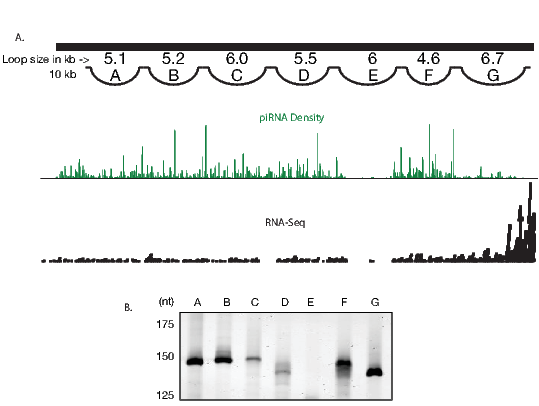 A.
Loop size in kb -> 5.1 5.2 6.0 5.5 6 4.6 6.7
10 kb A B C D E F G
piRNA Density
RNA-Seq
B. (nt) A B C D E F G
175
150
125